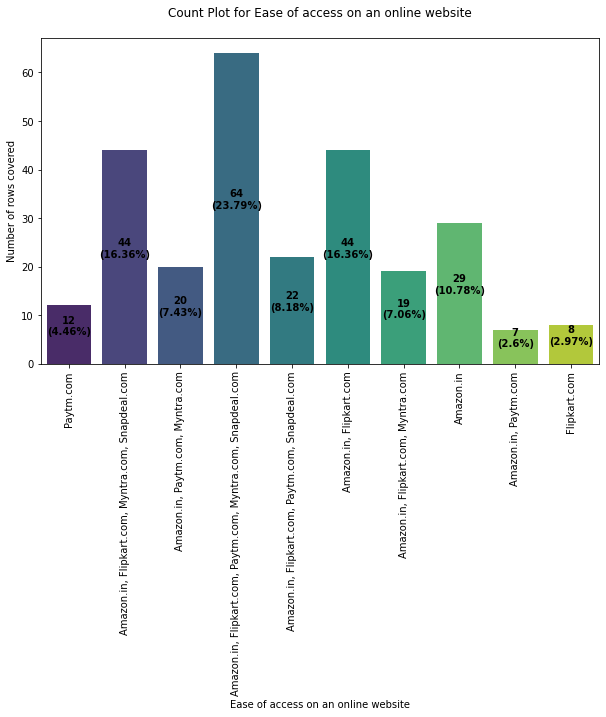 Count Plot for Ease of access on an online website
Number of rows covered
60
50
40
30
20
10
0
12
(4.46%)
44
(16.36%)
20
(7.43%)
64
(23.79%)
22
(8.18%)
44
(16.36%)
19
(7.06%)
29
(10.78%)
7
(2.6%)
8
(2.97%)
Paytm.com
Amazon.in, Flipkart.com, Myntra.com, Snapdeal.com
Amazon.in, Paytm.com, Myntra.com
Amazon.in, Flipkart.com, Paytm.com, Myntra.com, Snapdeal.com
Amazon.in, Flipkart.com, Paytm.com, Snapdeal.com
Amazon.in, Flipkart.com
Amazon.in, Flipkart.com, Myntra.com
Amazon.in
Amazon.in, Paytm.com
Flipkart.com
Ease of access on an online website